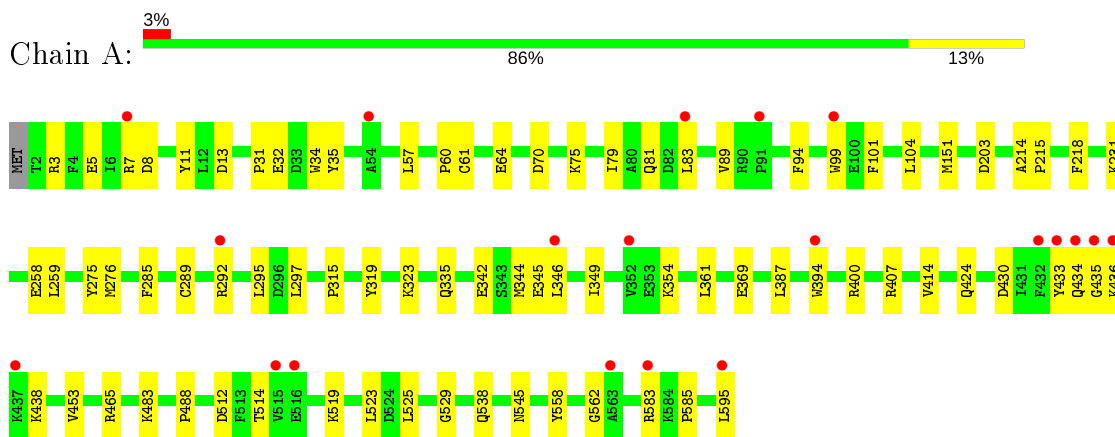 3%
Chain A:
86%
13%
MET T2 R3 F4 E5 I6 R7 D8 Y11 L12 D13 P31 E32 D33 W34 Y35 A54 L57 P60 C61 E64 D70 K75 I79 A80 Q81 D82 L83 V89 R90 P91 F94 W99 E100 F101 L104 M151 D203 A214 P215 F218
E258 L259 Y275 M276 F285 C289 R292 L295 D296 L297 P315 Y319 K323 Q335 E342 S343 M344 E345 L346 I349 V352 E353 K354 L361 E369 L387 W394 R400 R407 V414 Q424 D430 I431 F432 Y433 Q434 G435 K436
K437 K438 V453 R465 K483 P488 D512 F513 T514 V515 E516 K519 L523 D524 L525 G529 Q538 N545 Y558 G562 A563 R583 K584 P585 L595